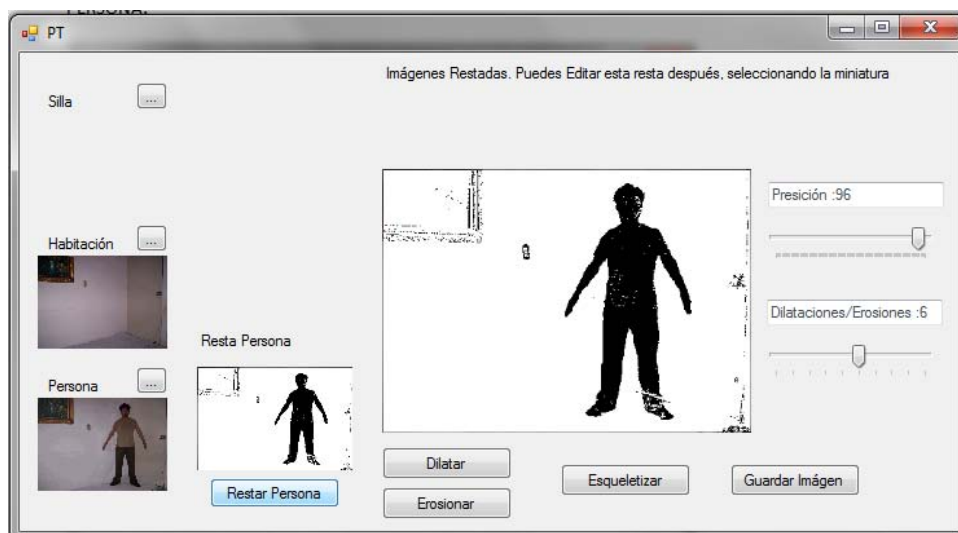 PERSONA.
PT
Imágenes Restadas. Puedes Editar esta resta después, seleccionando la miniatura
Silla
...
Presición :96
Habitación
...
Dilataciones/Erosiones :6
Resta Persona
Persona
...
Dilatar
Esqueletizar
Guardar Imágen
Restar Persona
Erosionar